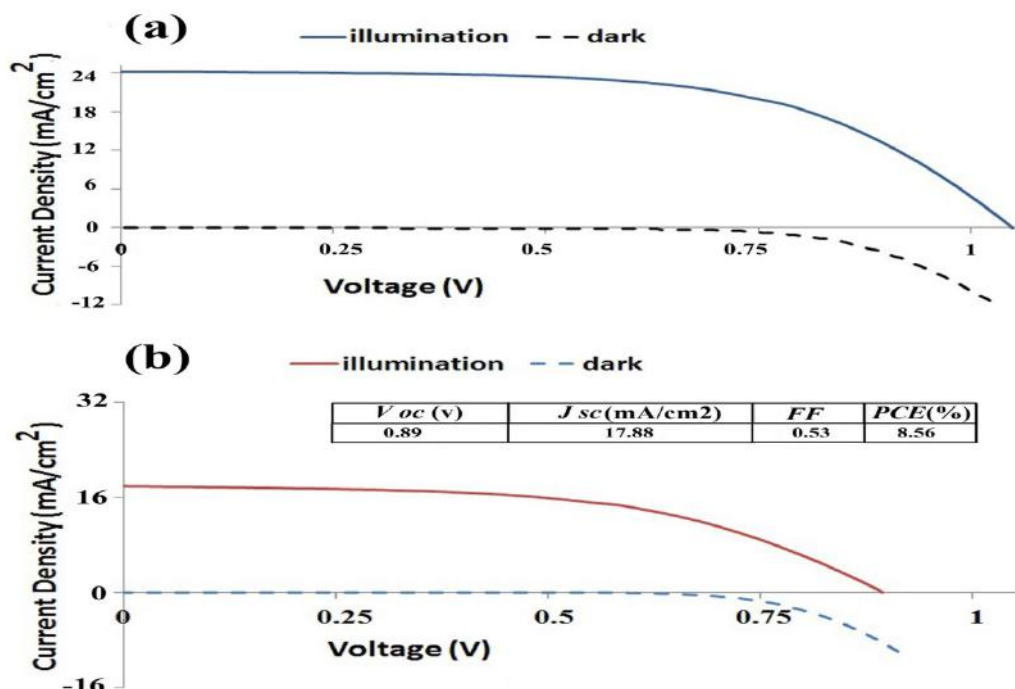 (a)
illumination dark
Current Density (mA/cm2)
24
18
12
6
0
-6
-12
0 0.25 0.5 0.75 1
Voltage (V)
(b)
illumination dark
Current Density (mA/cm2)
32
16
0
-16
V oc (v) J sc(mA/cm2) FF PCE(%)
0.89 17.88 0.53 8.56
0 0.25 0.5 0.75 1
Voltage (V)